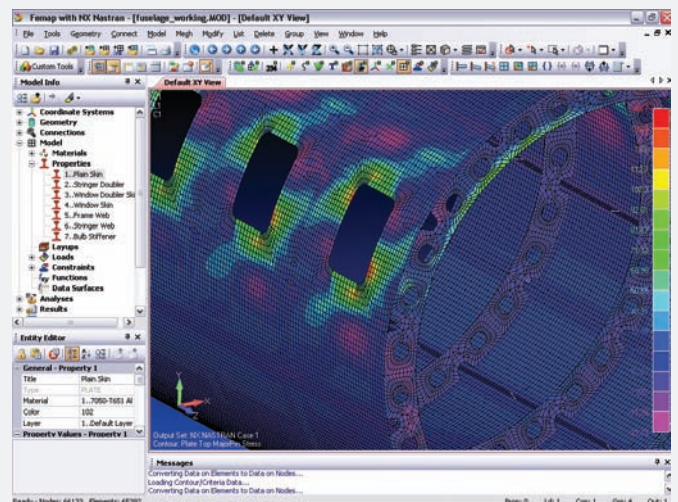 Femap with NX Nastran - [fuselage_working.MOD] - [Default XY View]
File Tools Geometry Connect Model Mesh Modify List Delete Group View Window Help
Custom Tools
Model Info
Default XY View
Coordinate Systems
Geometry
Connections
Model
Materials
Properties
1..Plain Skin
2..Stringer Doubler
3..Window Doubler Ski
4..Window Skin
5..Frame Web
6..Stringer Web
7..Bulb Stiffener
Layups
Loads
Constraints
Functions
Data Surfaces
Analyses
Results
L1
C1
Entity Editor
General - Property 1
Title Plain Skin
Type PLATE
Material 1..7050-T651 Al
Color 102
Layer 1..Default Layer
Property Values - Property 1
Y
X
Z
Output Set: NX NASTRAN Case 1
Contour: Plate Top MajorPrn Stress
Messages
Converting Data on Elements to Data on Nodes...
Loading Contour/Criteria Data...
Converting Data on Elements to Data on Nodes...